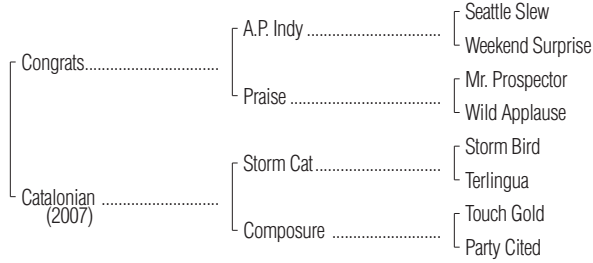 Seattle Slew
A.P. Indy ..............................
Weekend Surprise
Congrats..............................
Mr. Prospector
Praise ..................................
Wild Applause
Storm Bird
Storm Cat............................
Terlingua
Catalonian ..........................
(2007)
Touch Gold
Composure ........................
Party Cited